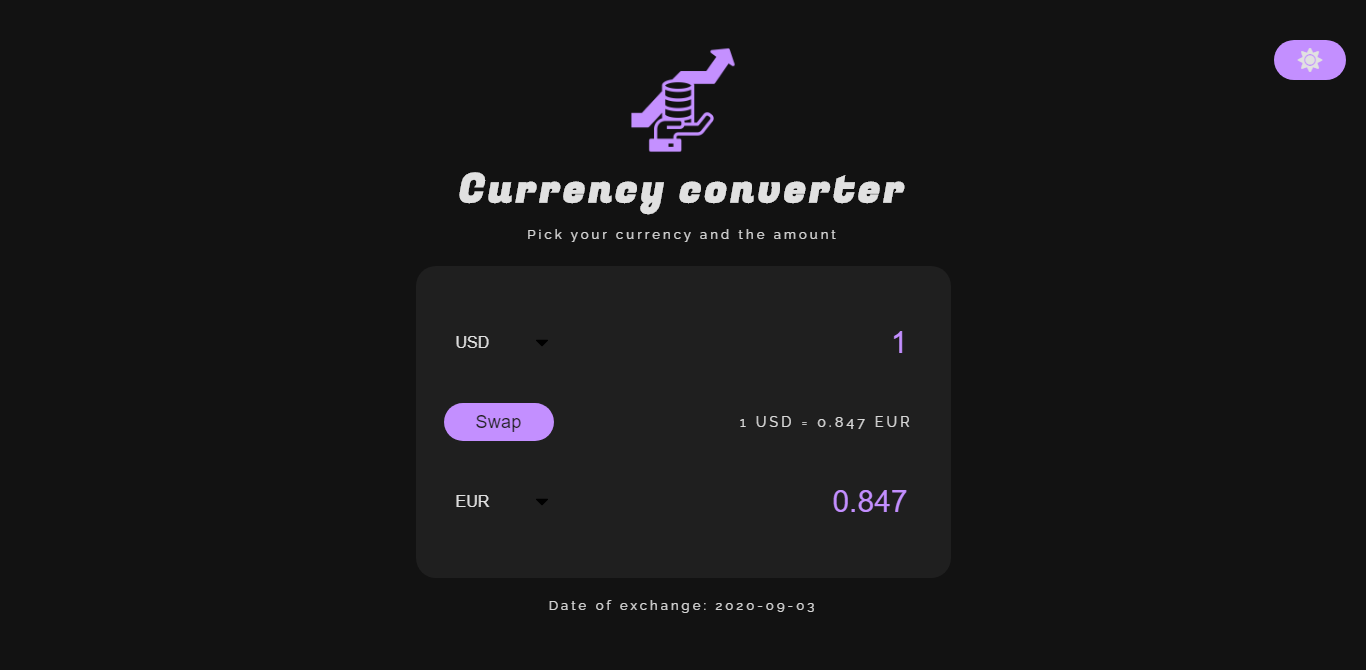 Currency converter
Pick your currency and the amount
USD
1
Swap
1 USD = 0.847 EUR
EUR
0.847
Date of exchange: 2020-09-03